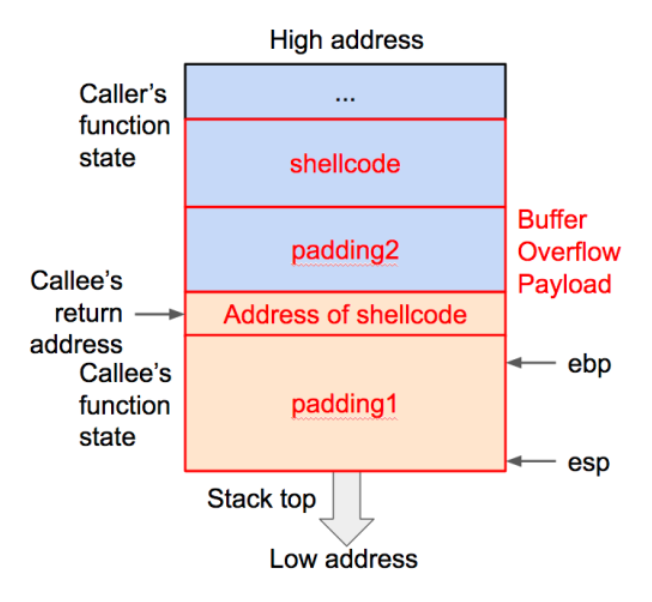 High address
Caller’s
function
state
...
shellcode
padding2
Buffer
Overflow
Payload
Callee’s
return
address
Address of shellcode
Callee’s
function
state
padding1
ebp
esp
Stack top
Low address